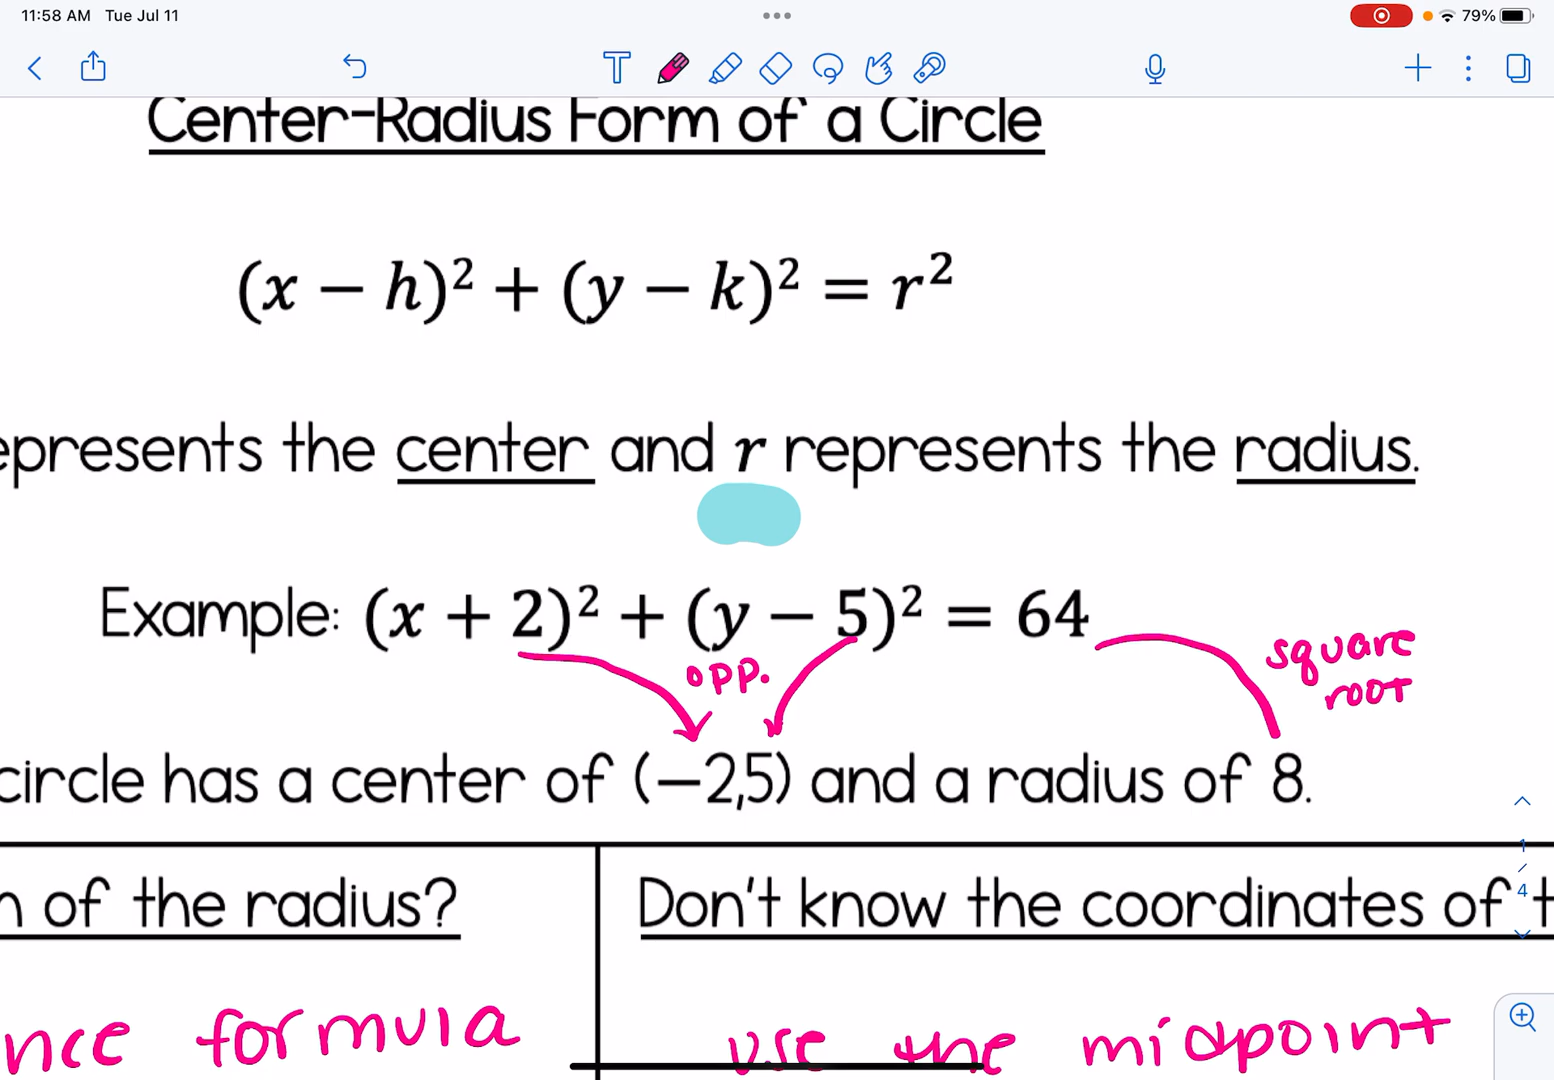 11:58 AM Tue Jul 11
79%
Center-Radius Form of a Circle
(x − h)² + (y − k)² = r²
epresents the center and r represents the radius.
Example: (x + 2)² + (y − 5)² = 64
opp.
square
root
circle has a center of (−2,5) and a radius of 8.
n of the radius?
Don't know the coordinates of t
nce formula
use the midpoint
1
/
4